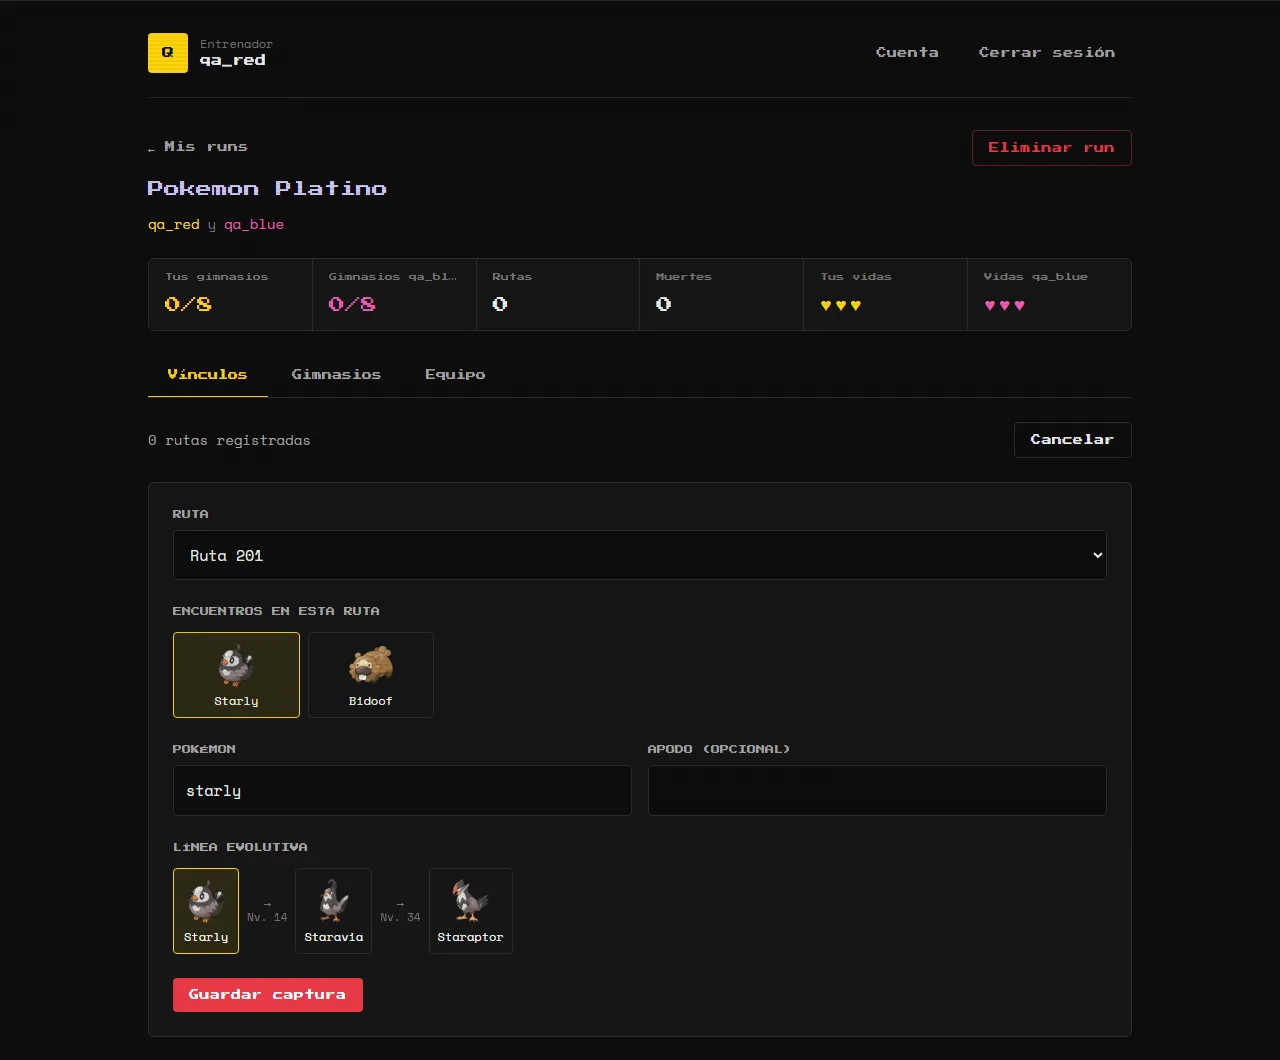 Q
Entrenador
qa_red
Cuenta
Cerrar sesión
← Mis runs
Eliminar run
Pokemon Platino
qa_red y qa_blue
Tus gimnasios
0/8
Gimnasios qa_bl…
0/8
Rutas
0
Muertes
0
Tus vidas
♥♥♥
Vidas qa_blue
♥♥♥
Vínculos
Gimnasios
Equipo
0 rutas registradas
Cancelar
RUTA
Ruta 201
ENCUENTROS EN ESTA RUTA
Starly
Bidoof
POKéMON
starly
APODO (OPCIONAL)
LíNEA EVOLUTIVA
Starly
→
Nv. 14
Staravia
→
Nv. 34
Staraptor
Guardar captura